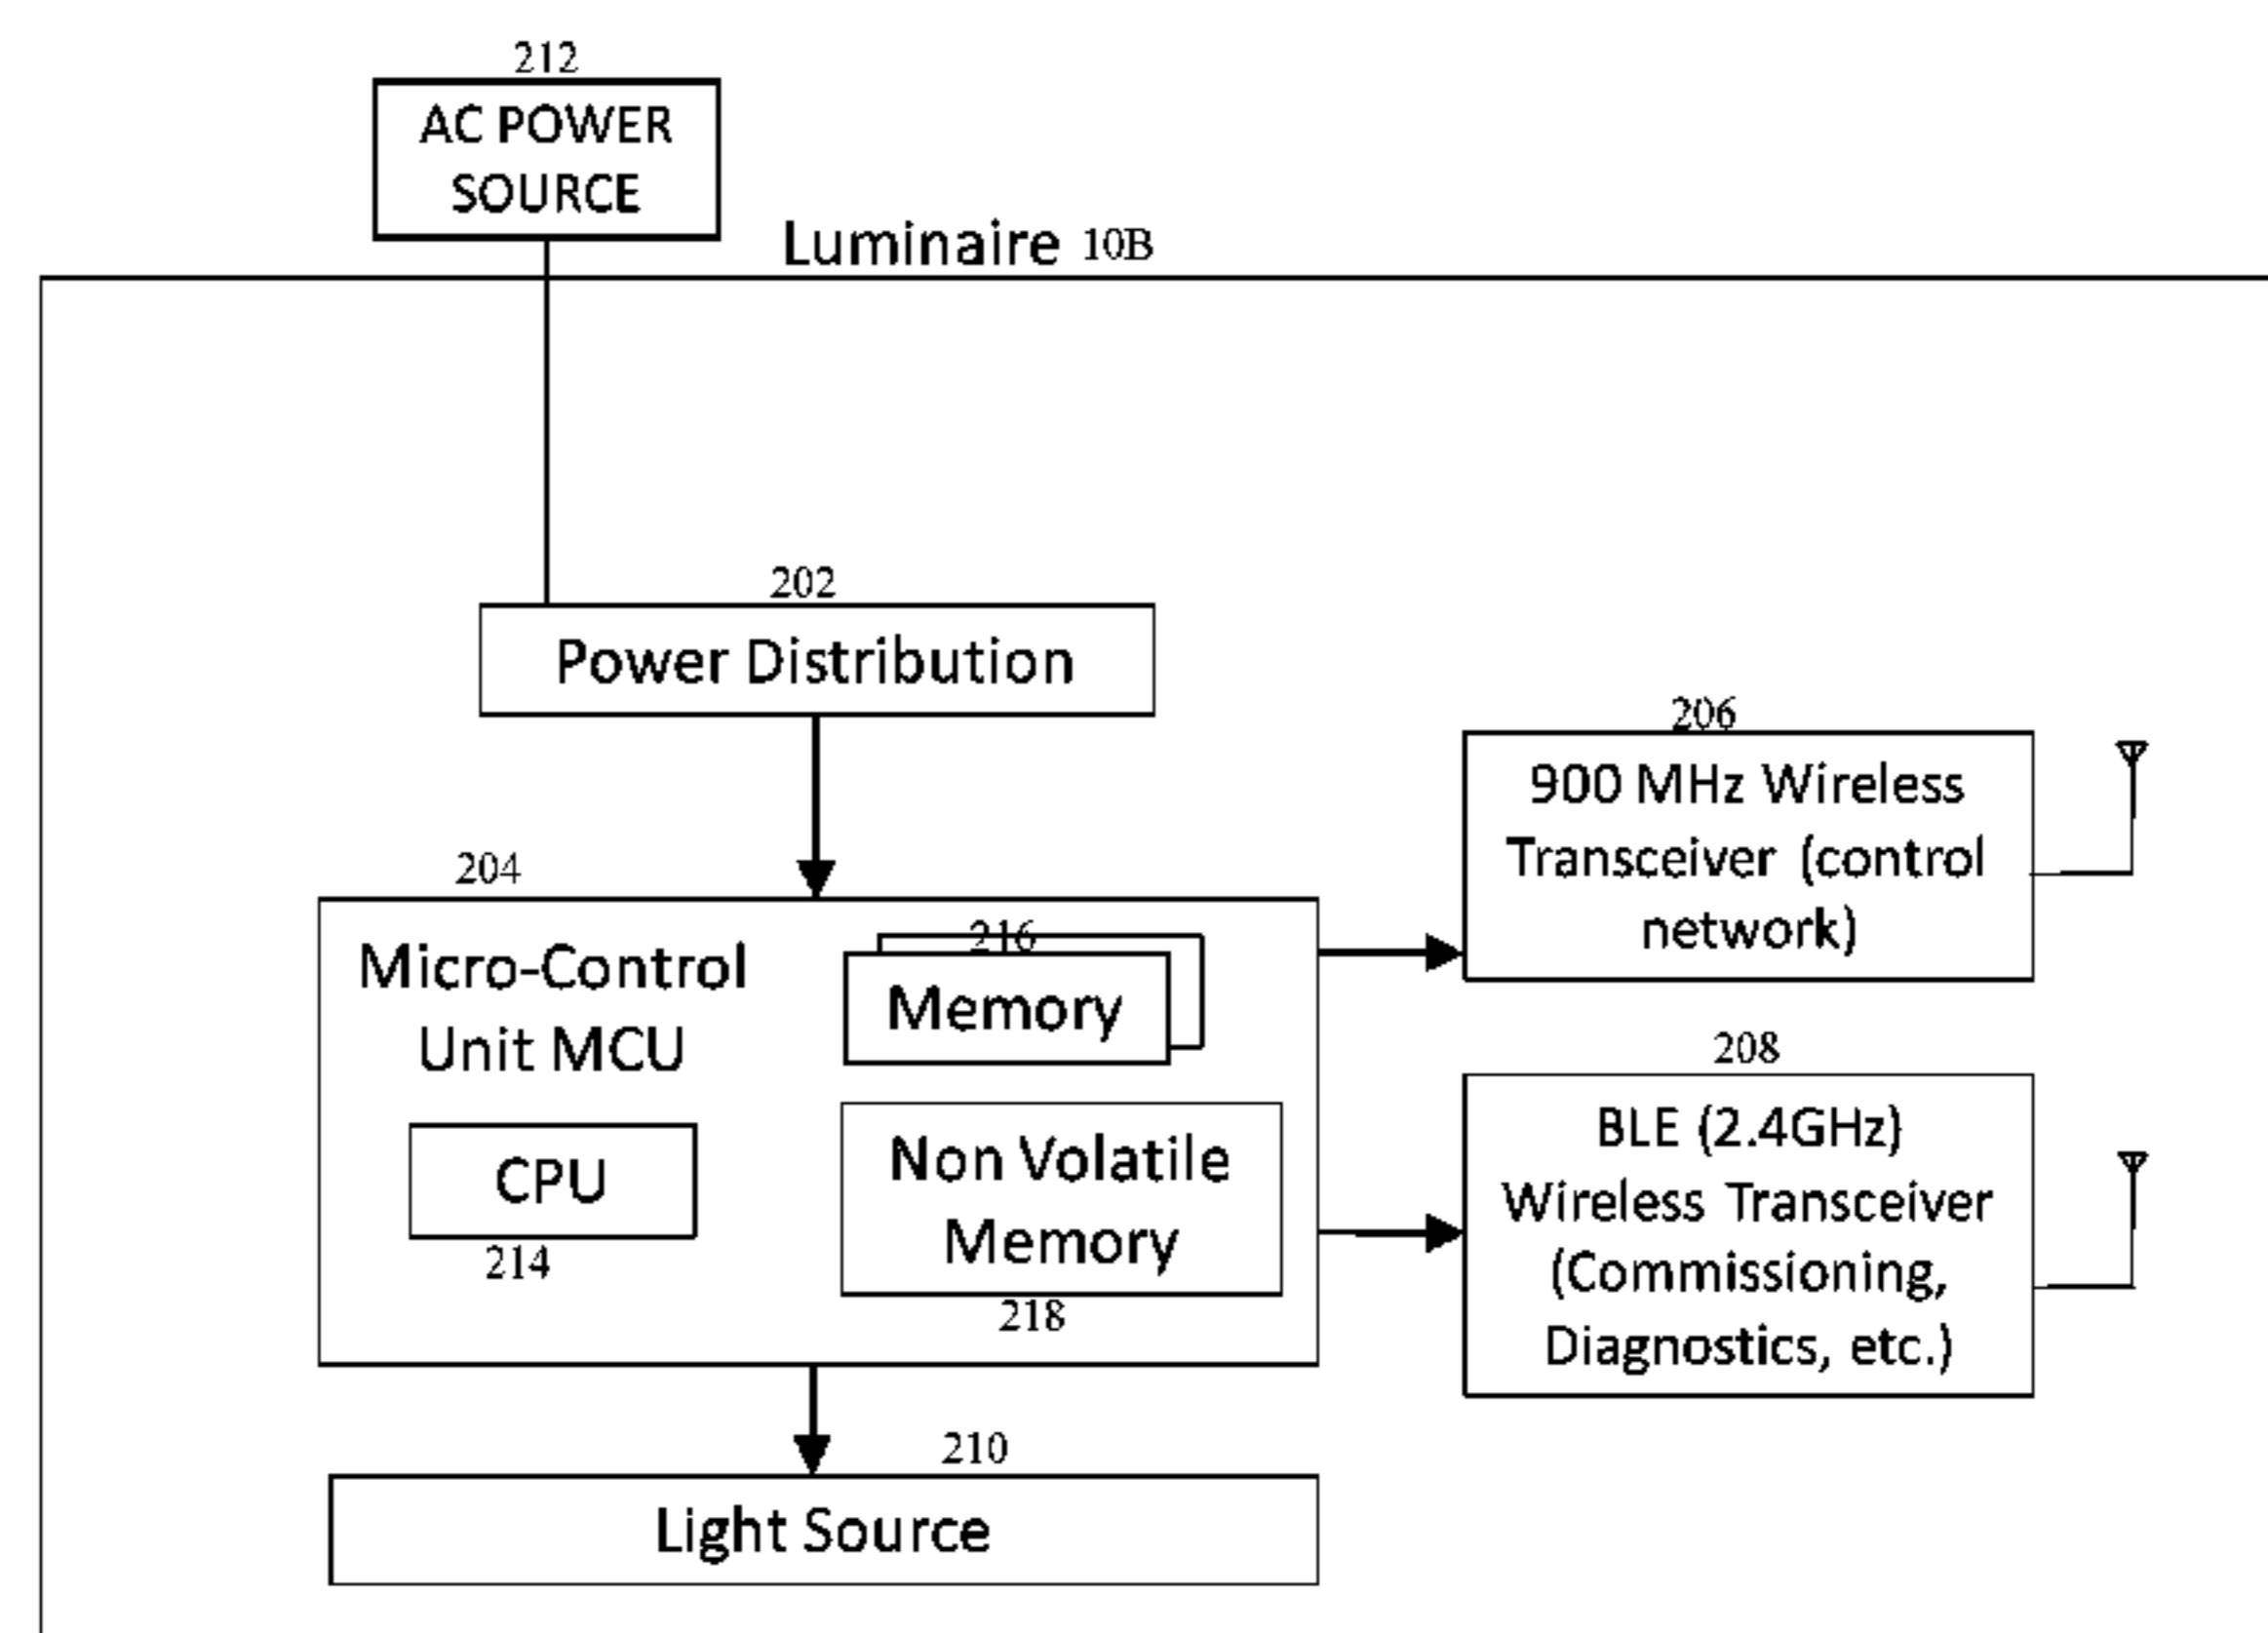 212
AC POWER
SOURCE
Luminaire 10B
202
Power Distribution
206
900 MHz Wireless
Transceiver (control
network)
204
Micro-Control
Unit MCU
216
Memory
CPU
214
Non Volatile
Memory
218
208
BLE (2.4GHz)
Wireless Transceiver
(Commissioning,
Diagnostics, etc.)
210
Light Source